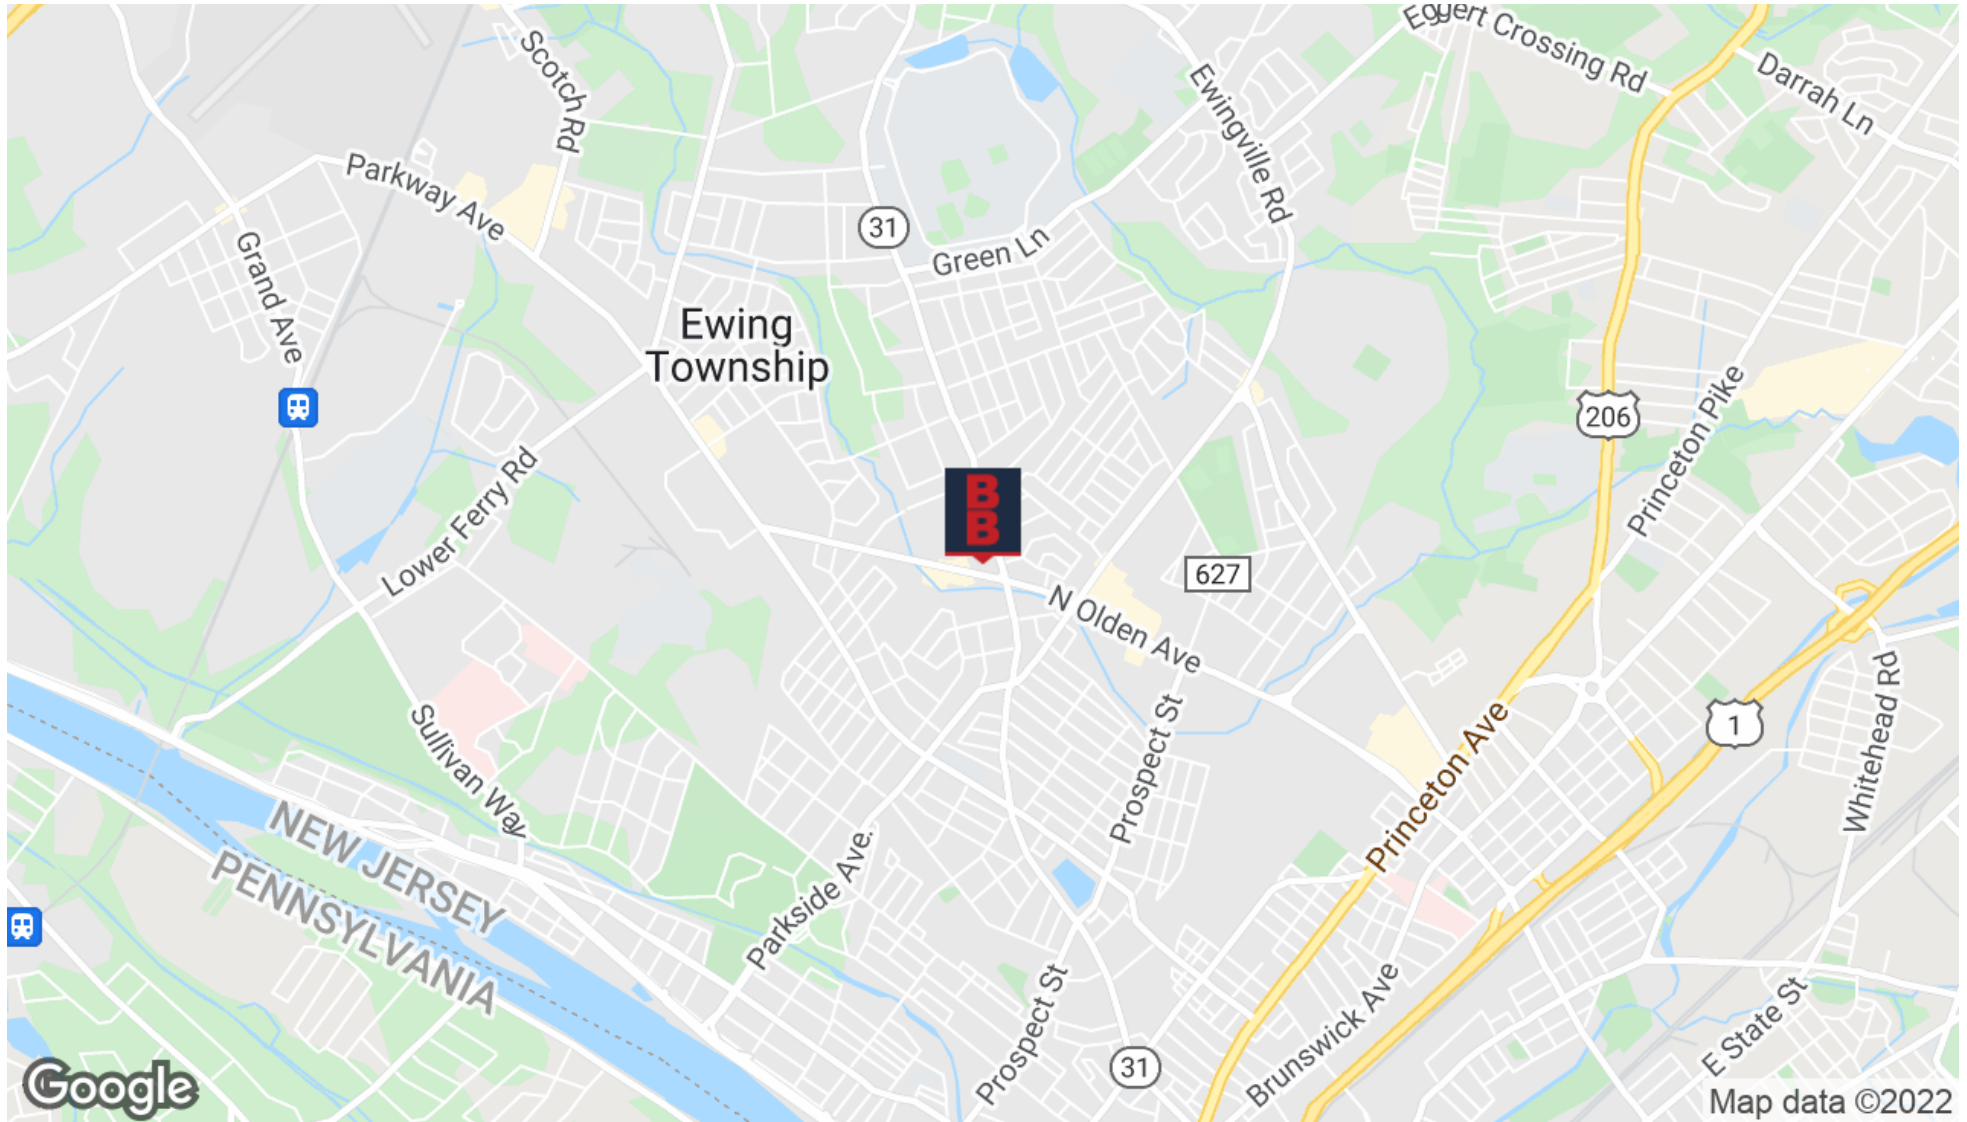 Eggert Crossing Rd
Scotch Rd
Darrah Ln
Ewingville Rd
Parkway Ave
31
Green Ln
Grand Ave
Ewing
Township
206
Princeton Pike
Lower Ferry Rd
B
B
627
N Olden Ave
Whitehead Rd
Sullivan Way
Prospect St
1
Princeton Ave
NEW JERSEY
PENNSYLVANIA
Parkside Ave.
Prospect St
Brunswick Ave
E State St
31
Google
Map data ©2022